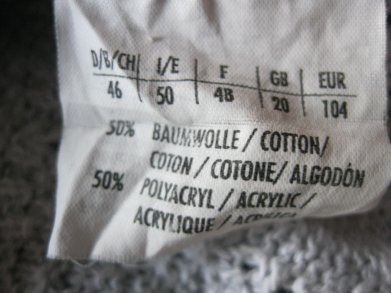 D/B/CH I/E F GB EUR
46 50 48 20 104
50% BAUMWOLLE / COTTON/
COTON / COTONE/ ALGODÓN
50% POLYACRYL / ACRYLIC /
ACRYLIQUE /